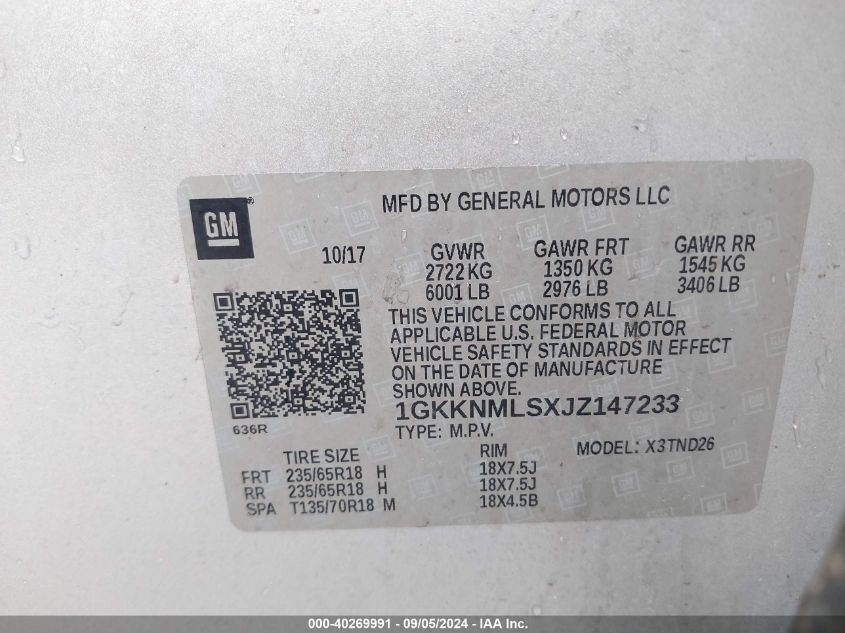 GM
MFD BY GENERAL MOTORS LLC
10/17
GVWR GAWR FRT GAWR RR
2722 KG 1350 KG 1545 KG
6001 LB 2976 LB 3406 LB
THIS VEHICLE CONFORMS TO ALL
APPLICABLE U.S. FEDERAL MOTOR
VEHICLE SAFETY STANDARDS IN EFFECT
ON THE DATE OF MANUFACTURE
SHOWN ABOVE.
636R
1GKKNMLSXJZ147233
TYPE: M.P.V. MODEL: X3TND26
TIRE SIZE RIM
FRT 235/65R18 H 18X7.5J
RR 235/65R18 H 18X7.5J
SPA T135/70R18 M 18X4.5B
000-40269991 - 09/05/2024 - IAA Inc.